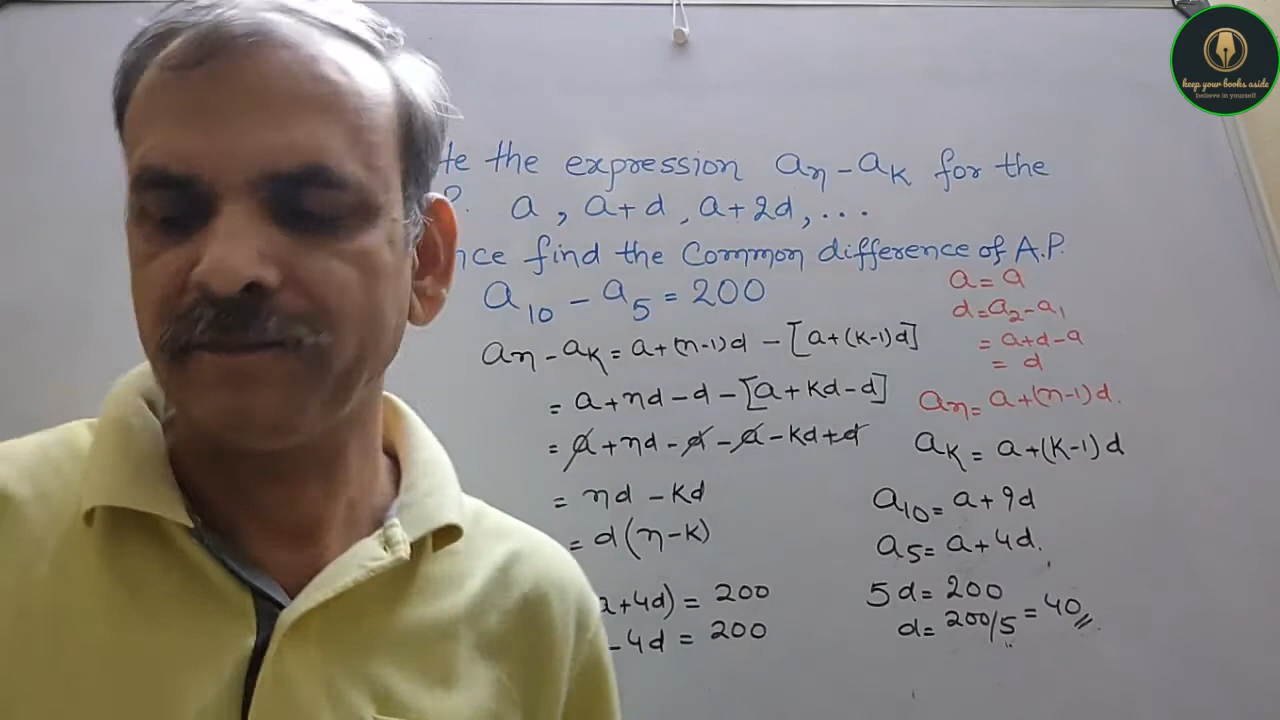 the expression aₙ - aₖ for the
a, a+d, a+2d, ...
find the Common difference of A.P.
a₁₀ - a₅ = 200
a = a
d = a₂ - a₁
= a+d-a
= d
aₙ = a+(n-1)d.
aₖ = a+(k-1)d
aₙ - aₖ = a+(n-1)d - [a+(k-1)d]
= a+nd-d-[a+kd-d]
= a+nd-d-a-kd+d
= nd - kd
= d(n-k)
+4d) = 200
-4d = 200
a₁₀ = a+9d
a₅ = a+4d.
5d = 200
d = 200/5 = 40
keep your books aside
believe in yourself